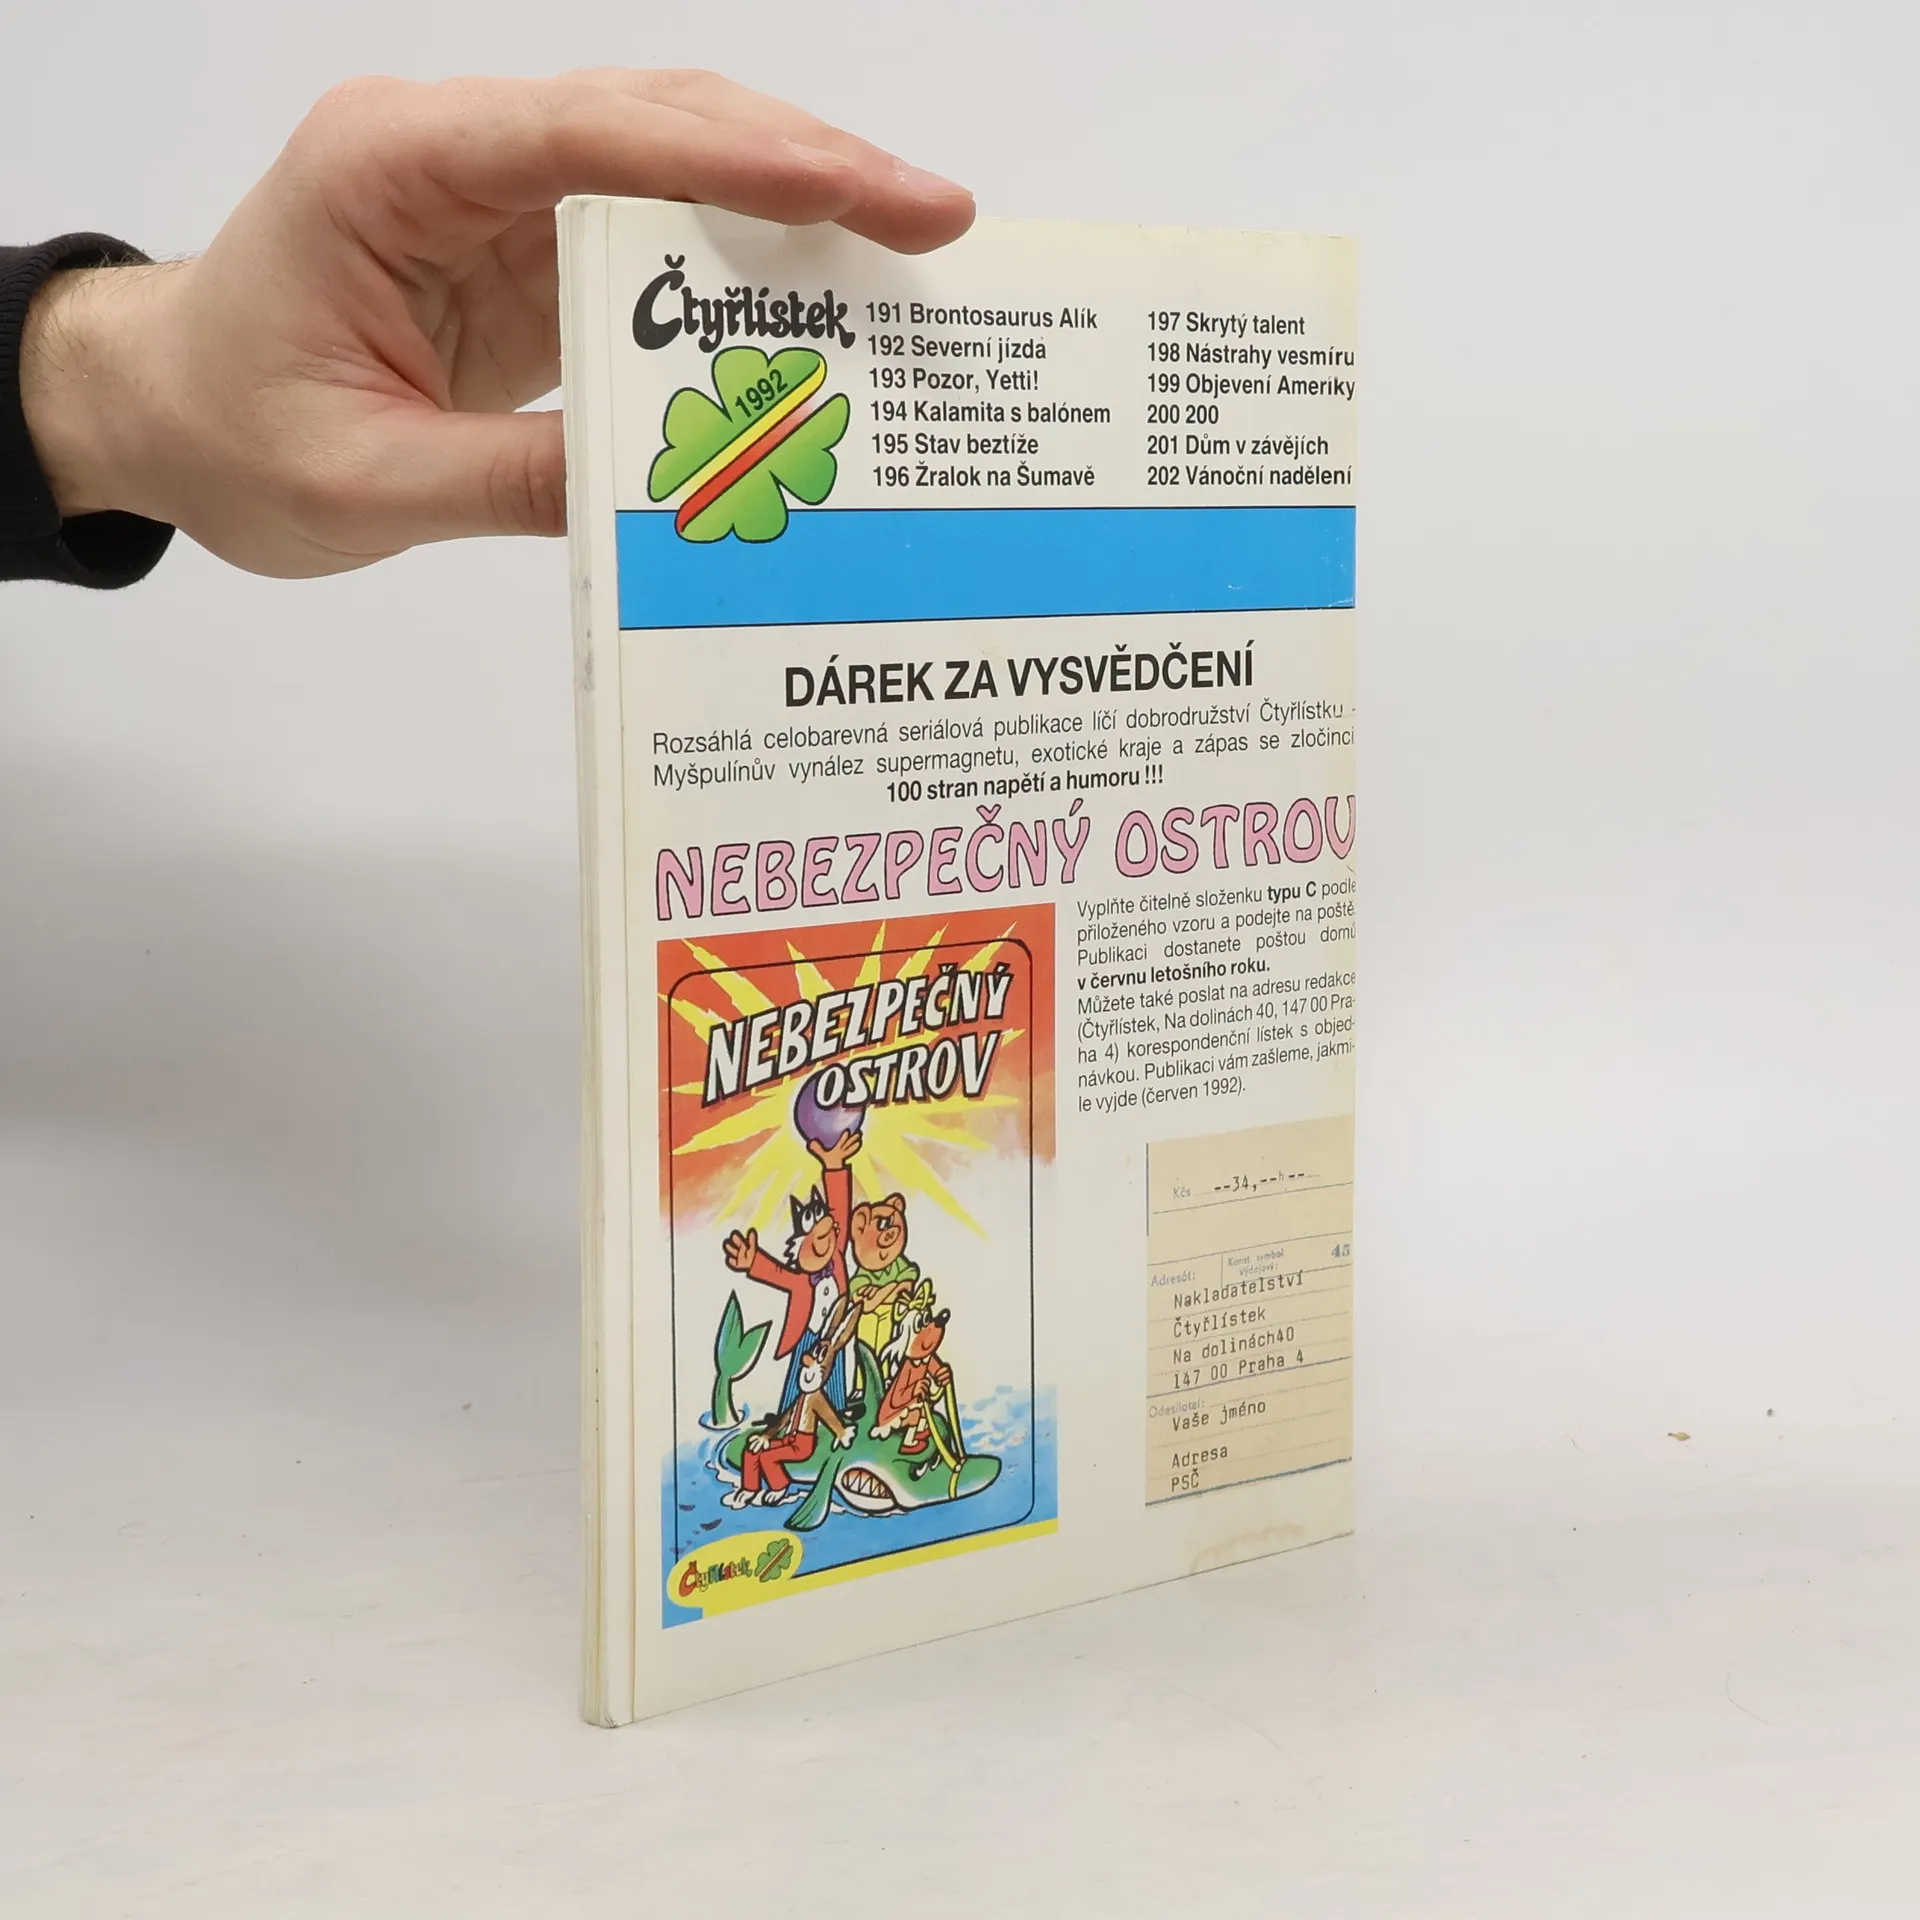 Čtyřlístek
1992
191 Brontosaurus Alík
192 Severní jízda
193 Pozor, Yetti!
194 Kalamita s balónem
195 Stav beztíže
196 Žralok na Šumavě
197 Skrytý talent
198 Nástrahy vesmíru
199 Objevení Ameriky
200 200
201 Dům v závějích
202 Vánoční nadělení
DÁREK ZA VYSVĚDČENÍ
Rozsáhlá celobarevná seriálová publikace líčí dobrodružství Čtyřlístku -
Myšpulínův vynález supermagnetu, exotické kraje a zápas se zločinci
100 stran napětí a humoru !!!
NEBEZPEČNÝ OSTROV
Vyplňte čitelně složenku typu C podle
přiloženého vzoru a podejte na poště.
Publikaci dostanete poštou domů
v červnu letošního roku.
Můžete také poslat na adresu redakce
(Čtyřlístek, Na dolinách 40, 147 00 Pra-
ha 4) korespondenční lístek s objed-
návkou. Publikaci vám zašleme, jakmi-
le vyjde (červen 1992).
NEBEZPEČNÝ
OSTROV
Čtyřlístek
Kčs --34,--h--
Adresát:
Konst. symbol
Výdajový:
45
Nakladatelství
Čtyřlístek
Na dolinách40
147 00 Praha 4
Odesílatel:
Vaše jméno
Adresa
PSČ